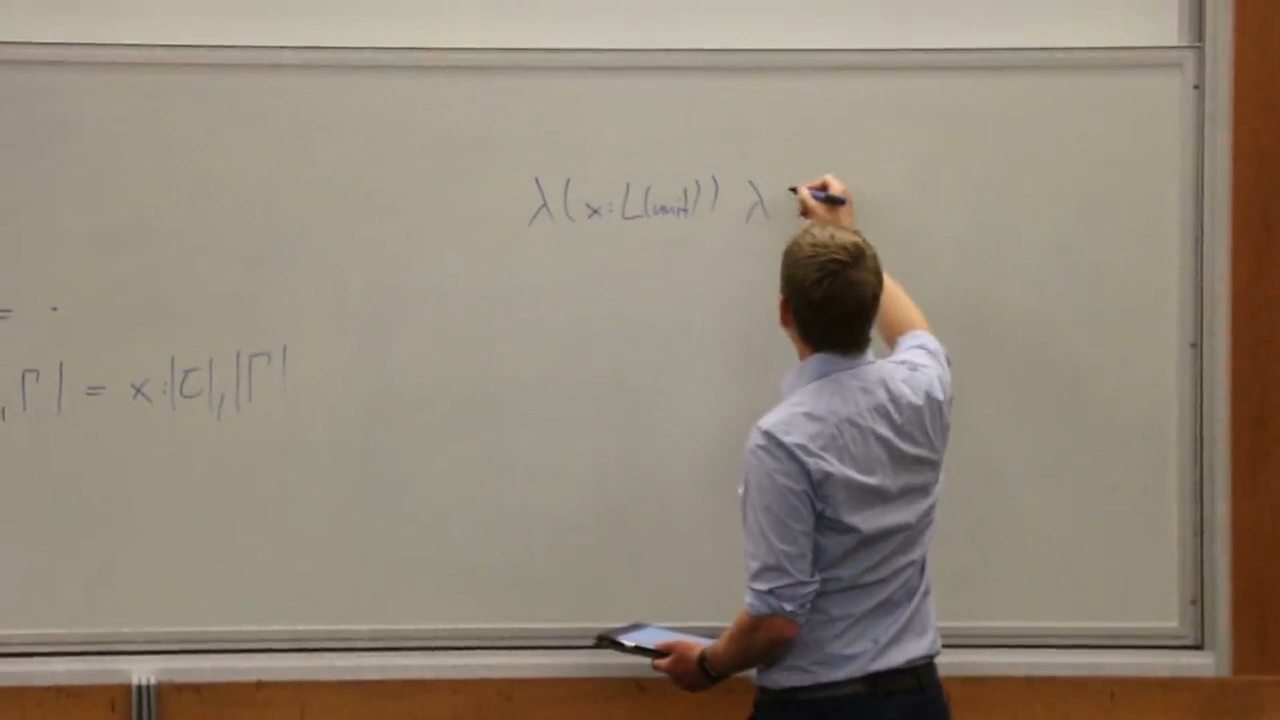 λ(x:L(unit)) λ
= ·
,Γ| = x:|τ|,|Γ|